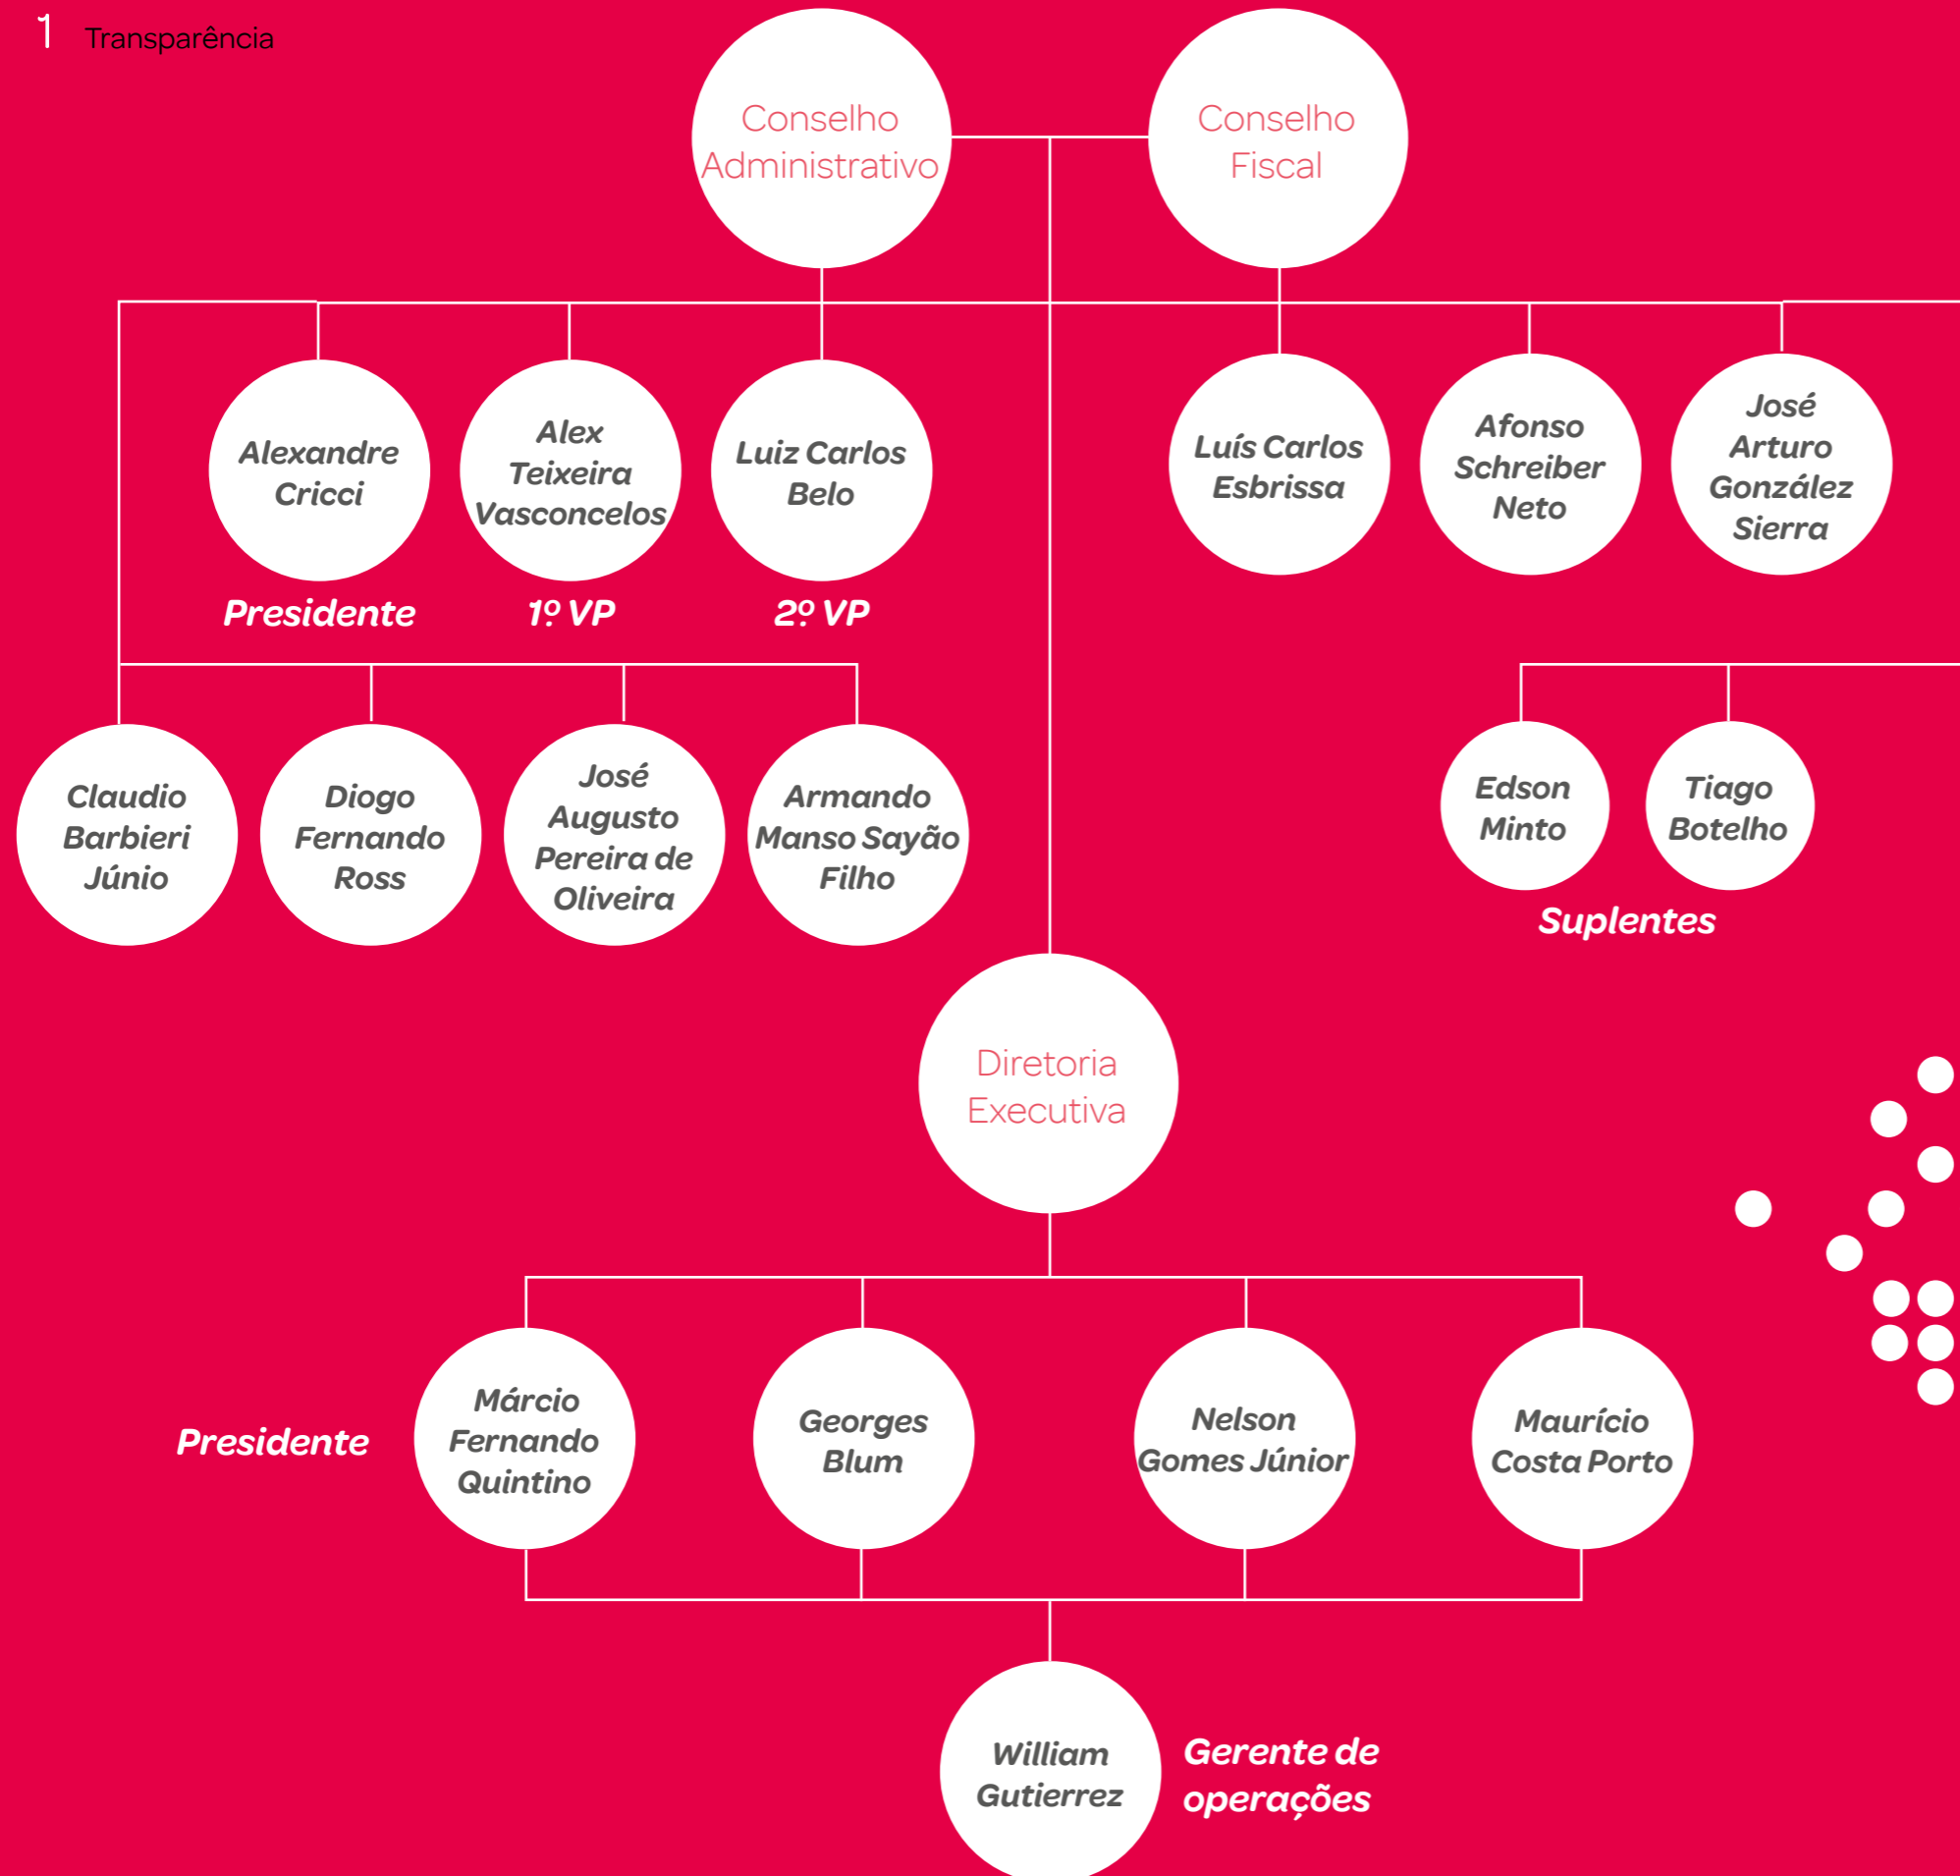 1 Transparência
Conselho
Administrativo
Conselho
Fiscal
Alexandre
Cricci
Presidente
Alex
Teixeira
Vasconcelos
1º VP
Luiz Carlos
Belo
2º VP
Luís Carlos
Esbrissa
Afonso
Schreiber
Neto
José
Arturo
González
Sierra
Claudio
Barbieri
Júnio
Diogo
Fernando
Ross
José
Augusto
Pereira de
Oliveira
Armando
Manso Sayão
Filho
Edson
Minto
Tiago
Botelho
Suplentes
Diretoria
Executiva
Presidente
Márcio
Fernando
Quintino
Georges
Blum
Nelson
Gomes Júnior
Maurício
Costa Porto
William
Gutierrez
Gerente de
operações